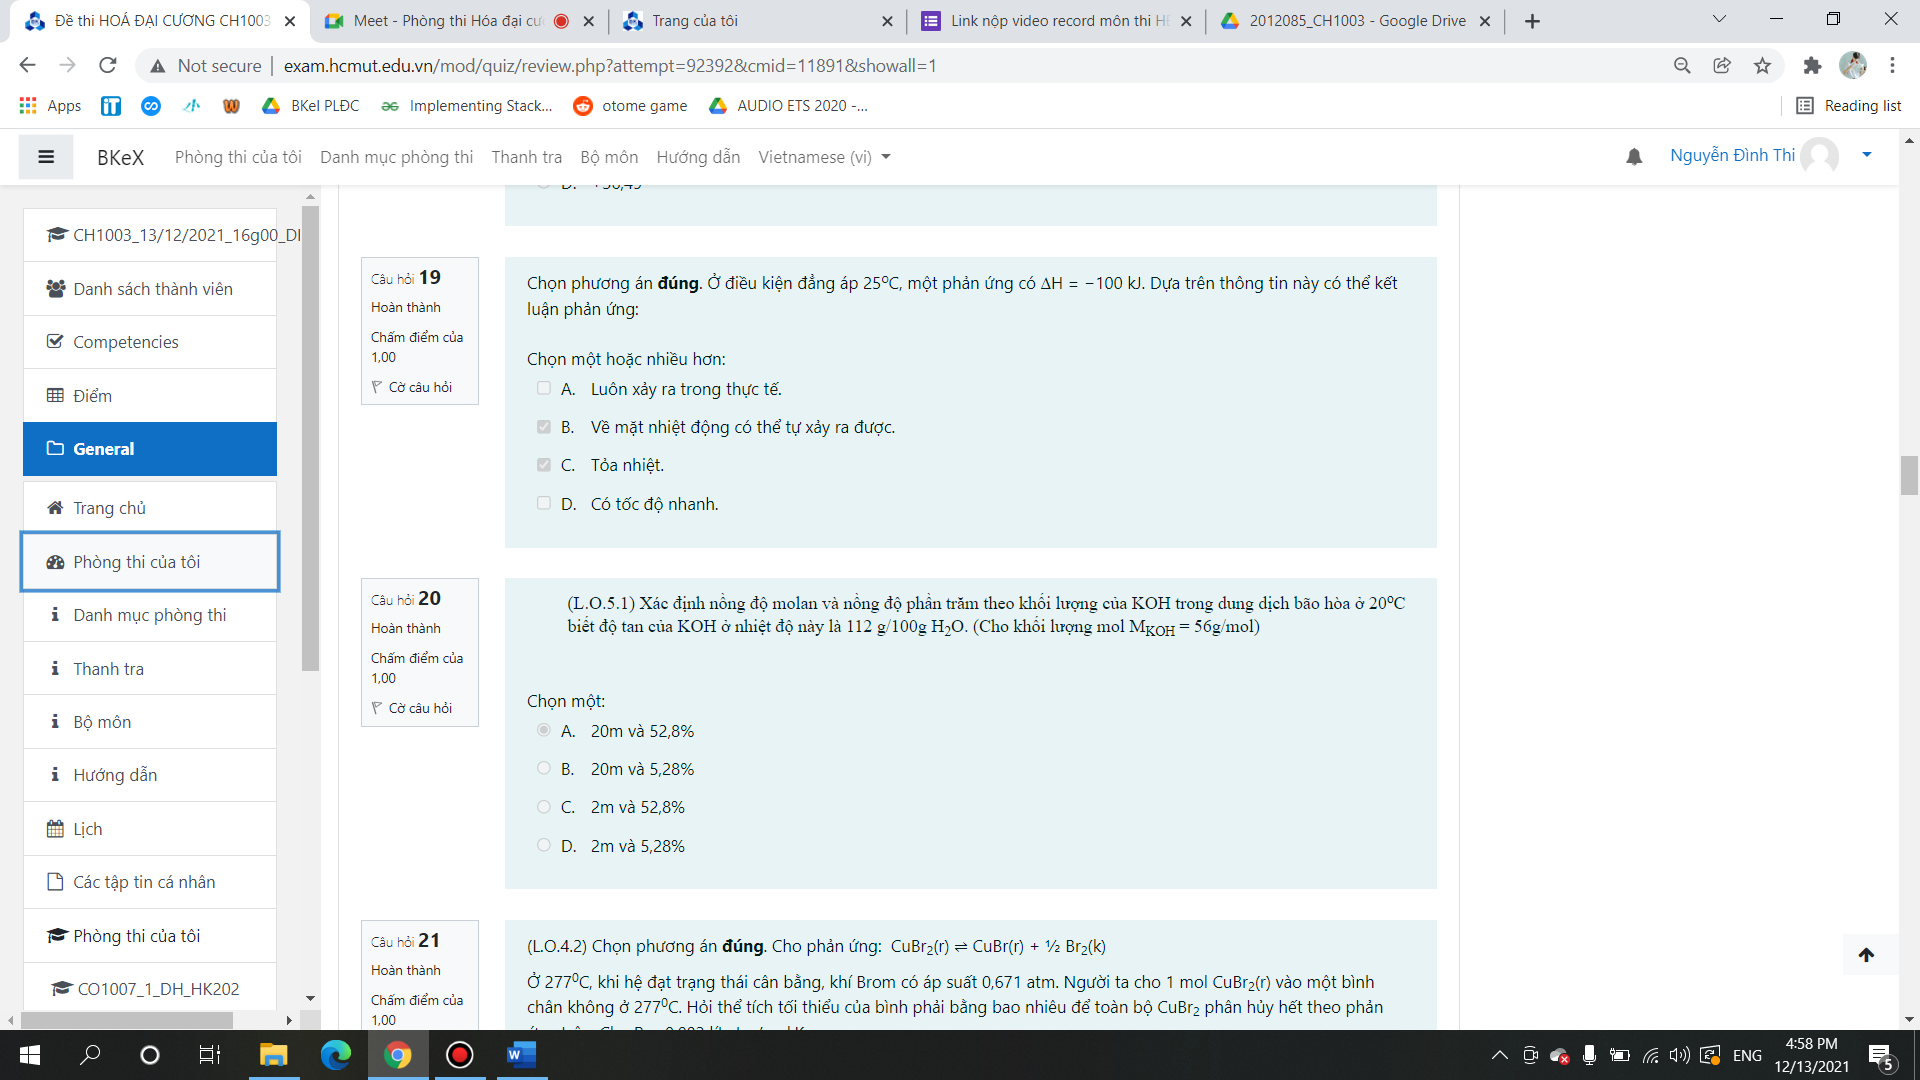 Đề thi HOÁ ĐẠI CƯƠNG CH1003
Meet - Phòng thi Hóa đại cư
Trang của tôi
Link nộp video record môn thi H
2012085_CH1003 - Google Drive
Not secure | exam.hcmut.edu.vn/mod/quiz/review.php?attempt=92392&cmid=11891&showall=1
Apps
BKel PLĐC
Implementing Stack...
otome game
AUDIO ETS 2020 -...
Reading list
BKeX Phòng thi của tôi Danh mục phòng thi Thanh tra Bộ môn Hướng dẫn Vietnamese (vi)
Nguyễn Đình Thi
CH1003_13/12/2021_16g00_DI
Danh sách thành viên
Competencies
Điểm
General
Trang chủ
Phòng thi của tôi
Danh mục phòng thi
Thanh tra
Bộ môn
Hướng dẫn
Lịch
Các tập tin cá nhân
Phòng thi của tôi
CO1007_1_DH_HK202
Câu hỏi 19
Hoàn thành
Chấm điểm của
1,00
Cờ câu hỏi
Chọn phương án đúng. Ở điều kiện đẳng áp 25⁰C, một phản ứng có ΔH = −100 kJ. Dựa trên thông tin này có thể kết
luận phản ứng:
Chọn một hoặc nhiều hơn:
A. Luôn xảy ra trong thực tế.
B. Về mặt nhiệt động có thể tự xảy ra được.
C. Tỏa nhiệt.
D. Có tốc độ nhanh.
Câu hỏi 20
Hoàn thành
Chấm điểm của
1,00
Cờ câu hỏi
(L.O.5.1) Xác định nồng độ molan và nồng độ phần trăm theo khối lượng của KOH trong dung dịch bão hòa ở 20⁰C
biết độ tan của KOH ở nhiệt độ này là 112 g/100g H₂O. (Cho khối lượng mol MKOH = 56g/mol)
Chọn một:
A. 20m và 52,8%
B. 20m và 5,28%
C. 2m và 52,8%
D. 2m và 5,28%
Câu hỏi 21
Hoàn thành
Chấm điểm của
1,00
(L.O.4.2) Chọn phương án đúng. Cho phản ứng: CuBr₂(r) ⇌ CuBr(r) + ½ Br₂(k)
Ở 277⁰C, khi hệ đạt trạng thái cân bằng, khí Brom có áp suất 0,671 atm. Người ta cho 1 mol CuBr₂(r) vào một bình
chân không ở 277⁰C. Hỏi thể tích tối thiểu của bình phải bằng bao nhiêu để toàn bộ CuBr₂ phân hủy hết theo phản
ENG
4:58 PM
12/13/2021
5